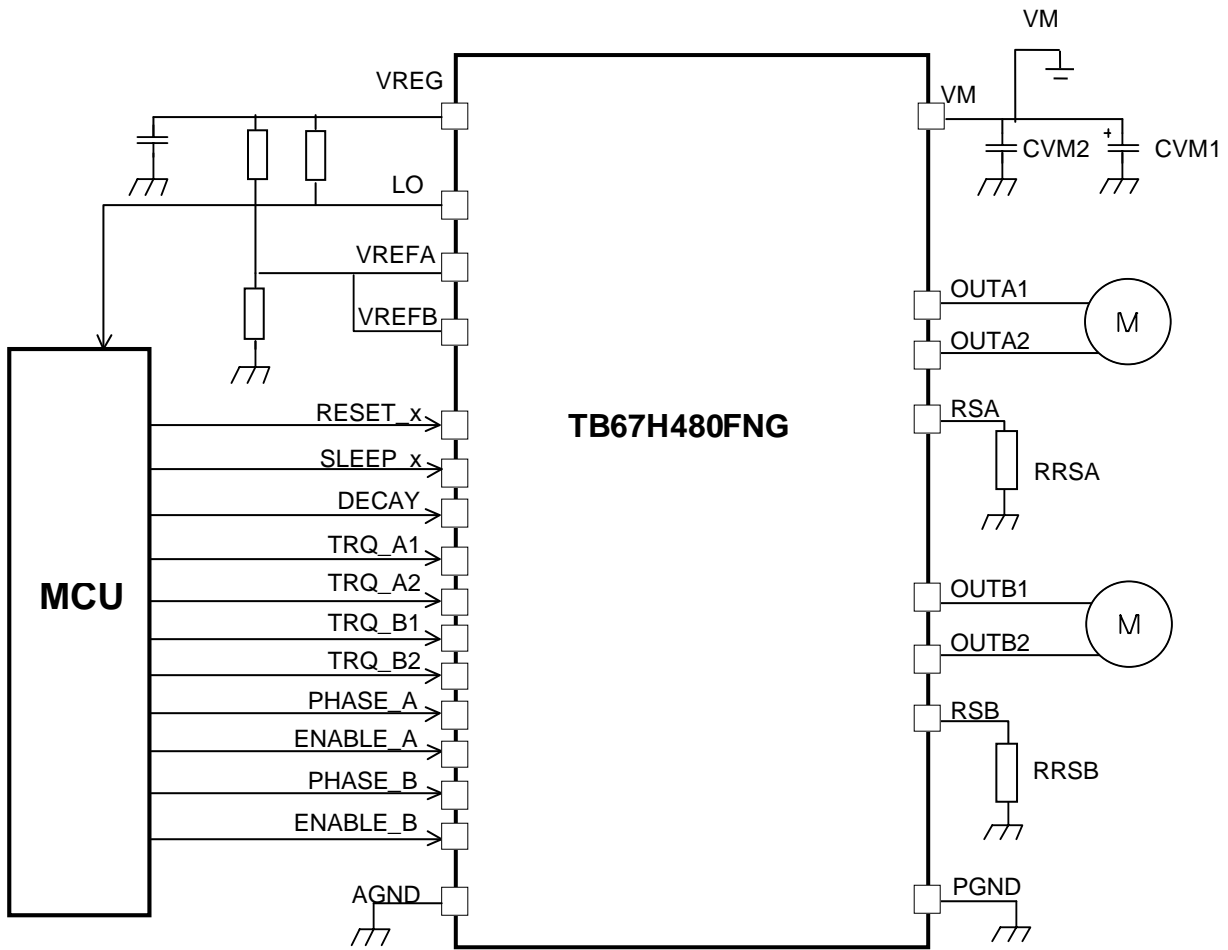 VM
VREG
VM
CVM2
CVM1
LO
VREFA
VREFB
OUTA1
M
OUTA2
RESET_x
RSA
TB67H480FNG
SLEEP_x
RRSA
DECAY
TRQ_A1
MCU
TRQ_A2
OUTB1
TRQ_B1
M
OUTB2
TRQ_B2
PHASE_A
RSB
ENABLE_A
RRSB
PHASE_B
ENABLE_B
AGND
PGND